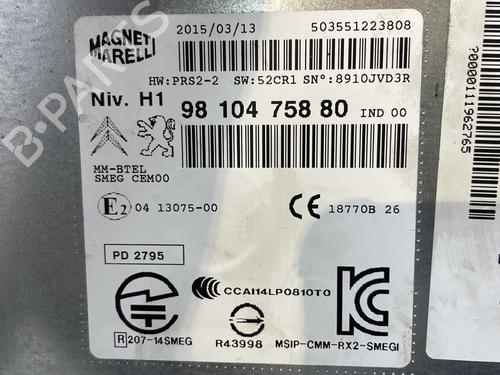 MAGNETI MARELLI
2015/03/13 503551223808
HW:PRS2-2 SW:52CR1 SN°:8910JVD3R
Niv. H1 98 104 758 80 IND 00
MM-BTEL
SMEG CEM00
E2 04 13075-00 CE 18770B 26
PD 2795
CCAI14LP0810T0
R 207-14SMEG R43998 MSIP-CMM-RX2-SMEGI
P0000011119962765
B-PARTS